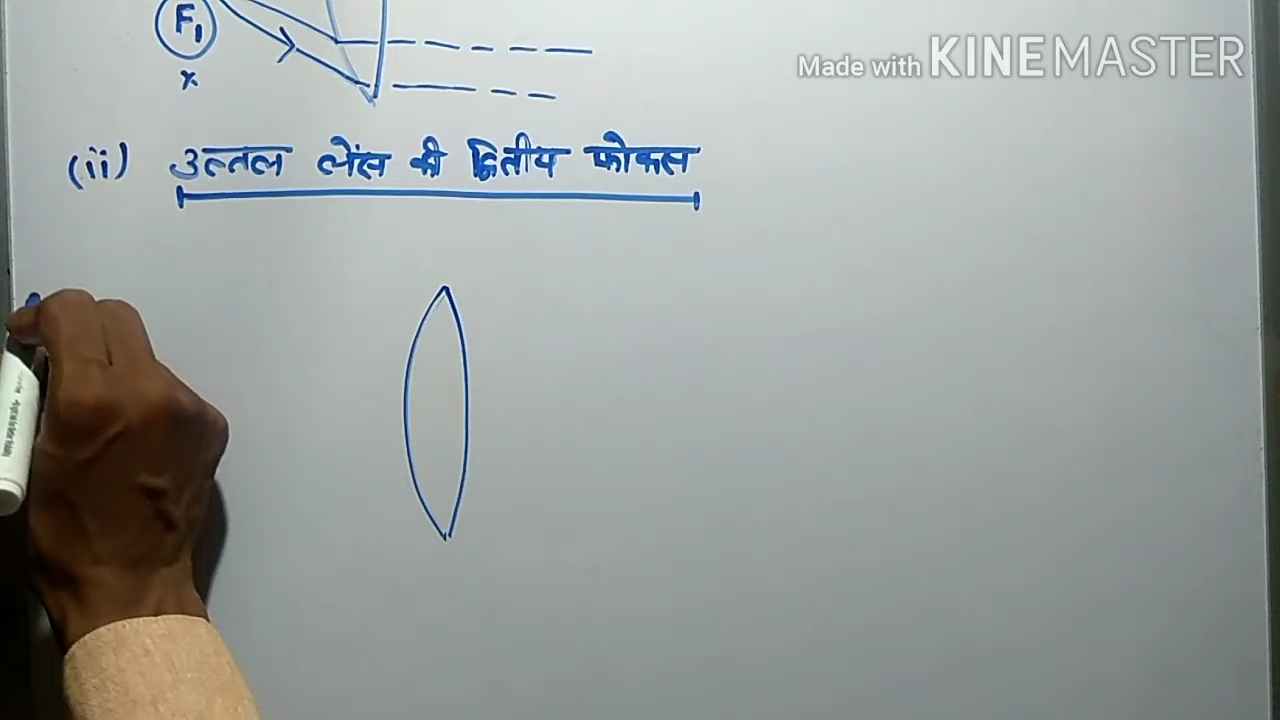 Made with KINEMASTER
F₁
x
(ii) उत्तल लेंस की द्वितीय फोकस